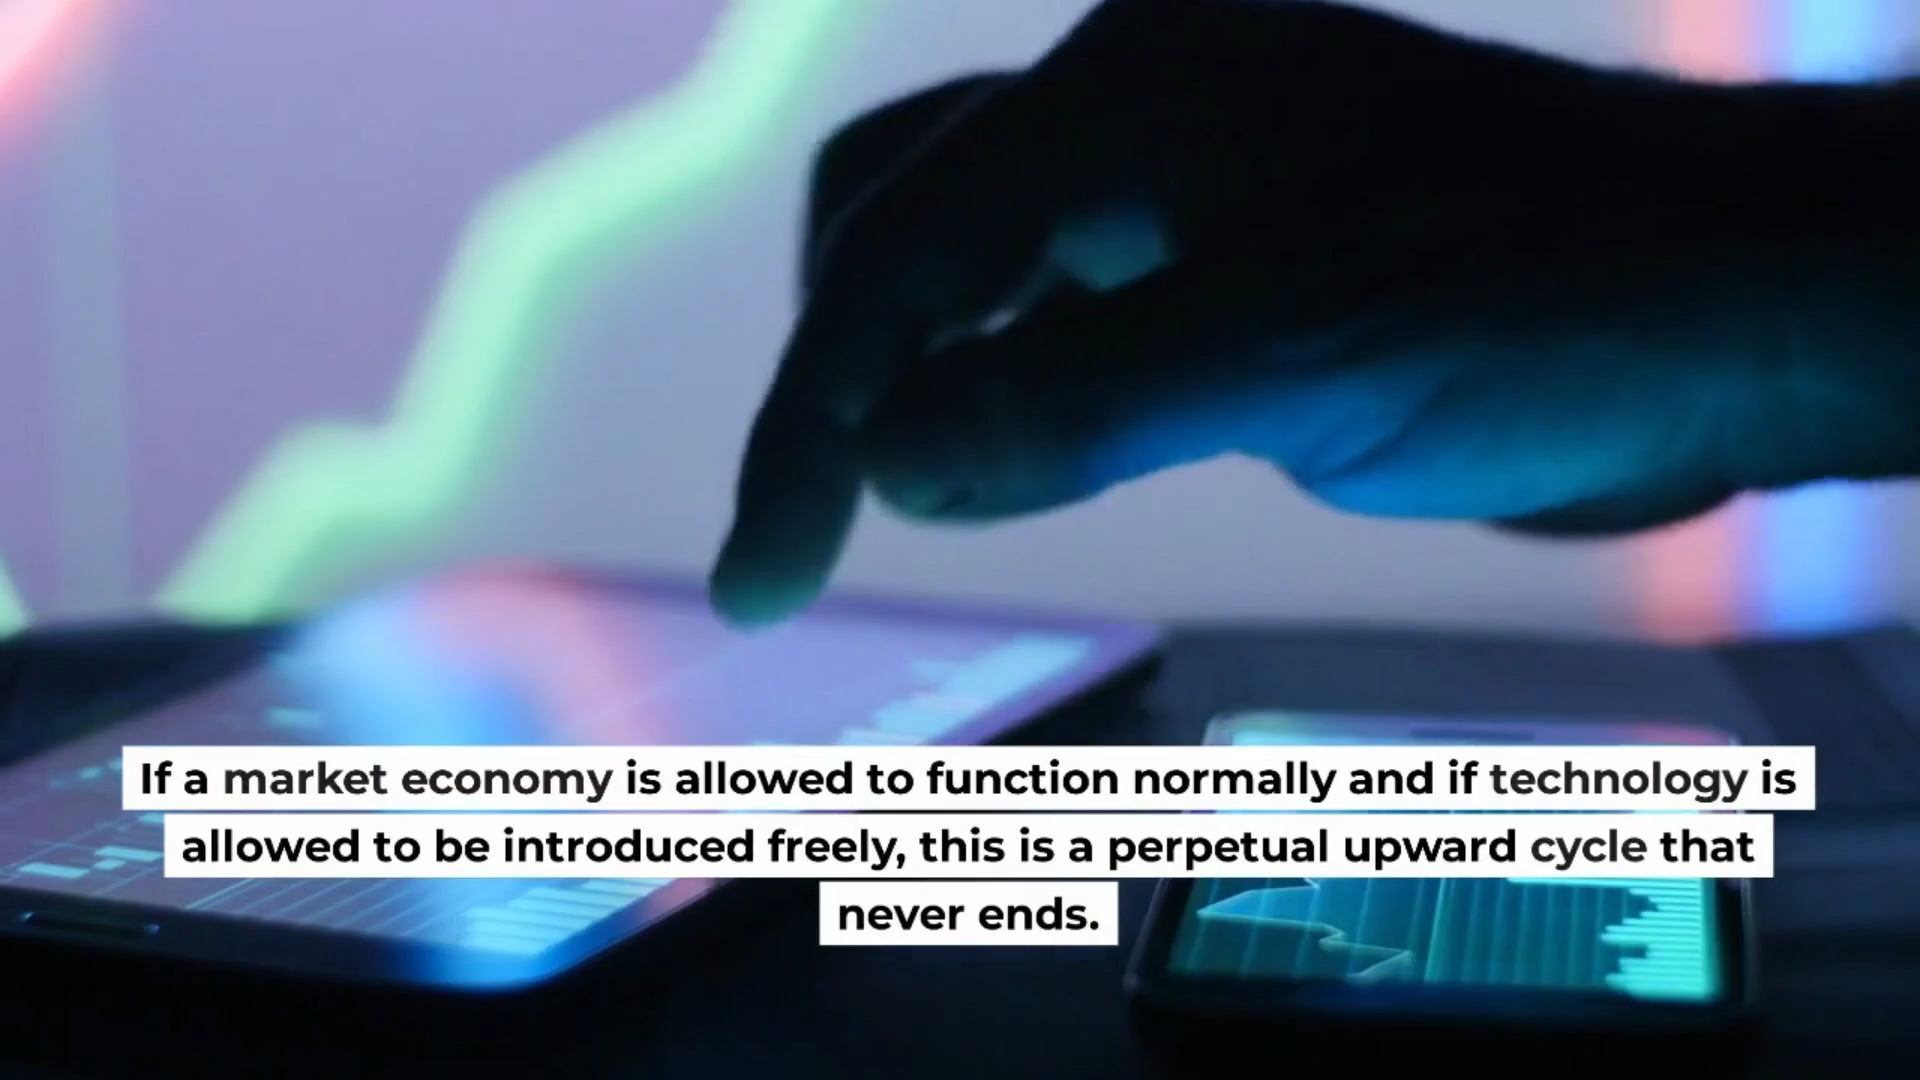 If a market economy is allowed to function normally and if technology is
allowed to be introduced freely, this is a perpetual upward cycle that
never ends.